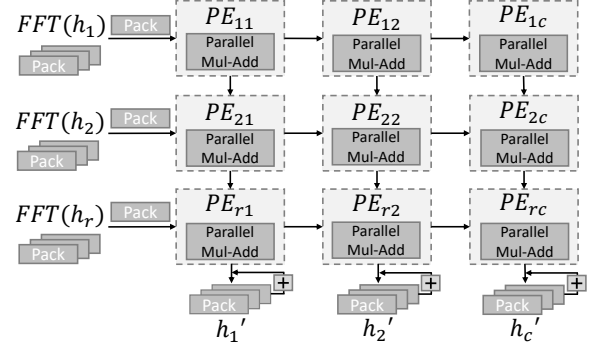 FFT(h₁) Pack PE₁₁ PE₁₂ PE₁c
Pack
Parallel Mul-Add
Parallel Mul-Add
Parallel Mul-Add
FFT(h₂) Pack PE₂₁ PE₂₂ PE₂c
Pack
Parallel Mul-Add
Parallel Mul-Add
Parallel Mul-Add
FFT(hᵣ) Pack PEᵣ₁ PEᵣ₂ PEᵣc
Pack
Parallel Mul-Add
Parallel Mul-Add
Parallel Mul-Add
+ + +
Pack Pack Pack
h₁′ h₂′ h_c′